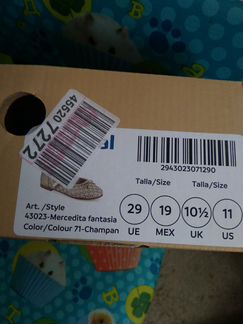 45520 7272
al
2943023071290
Talla/Size Talla/Size
29 19 10½ 11
UE MEX UK US
Art. /Style
43023-Mercedita fantasia
Color/Colour 71-Champan